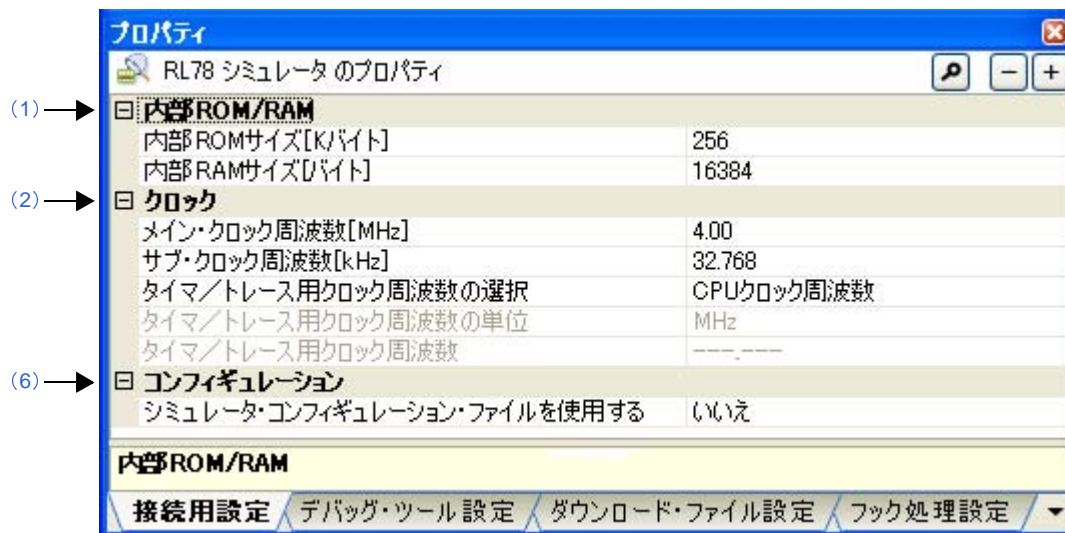 プロパティ
RL78 シミュレータ のプロパティ
(1) 内部ROM/RAM
内部ROMサイズ[Kバイト] 256
内部RAMサイズ[バイト] 16384
(2) クロック
メイン・クロック周波数[MHz] 4.00
サブ・クロック周波数[kHz] 32.768
タイマ／トレース用クロック周波数の選択 CPUクロック周波数
タイマ／トレース用クロック周波数の単位 MHz
タイマ／トレース用クロック周波数 ---.---
(6) コンフィギュレーション
シミュレータ・コンフィギュレーション・ファイルを使用する いいえ
内部ROM/RAM
接続用設定 デバッグ・ツール設定 ダウンロード・ファイル設定 フック処理設定